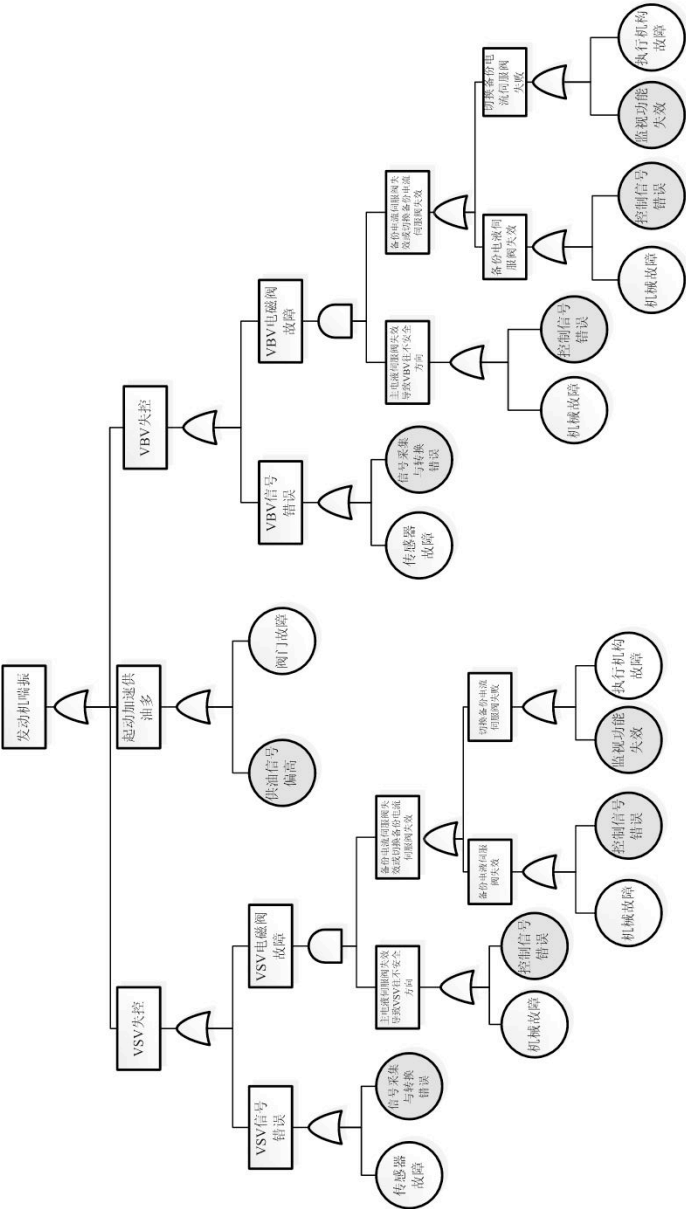 发动机喘振
VSV失控
起动加速供
油多
VBV失控
VSV信号
错误
VSV电磁阀
故障
供油信号
偏高
阀门故障
VBV信号
错误
VBV电磁阀
故障
传感器
故障
信号采集
与转换
错误
主电液伺服阀失效
导致VSV往不安全
方向
备份电流伺服阀失
效或切换备份电流
伺服阀失效
传感器
故障
信号采集
与转换
错误
主电液伺服阀失效
导致VBV往不安全
方向
备份电流伺服阀失
效或切换备份电流
伺服阀失效
机械故障
控制信号
错误
备份电液伺服
阀失效
切换备份电流
伺服阀失败
机械故障
控制信号
错误
备份电液伺
服阀失效
切换备份电
流伺服阀
失败
机械故障
控制信号
错误
监视功能
失效
执行机构
故障
机械故障
控制信号
错误
监视功能
失效
执行机构
故障